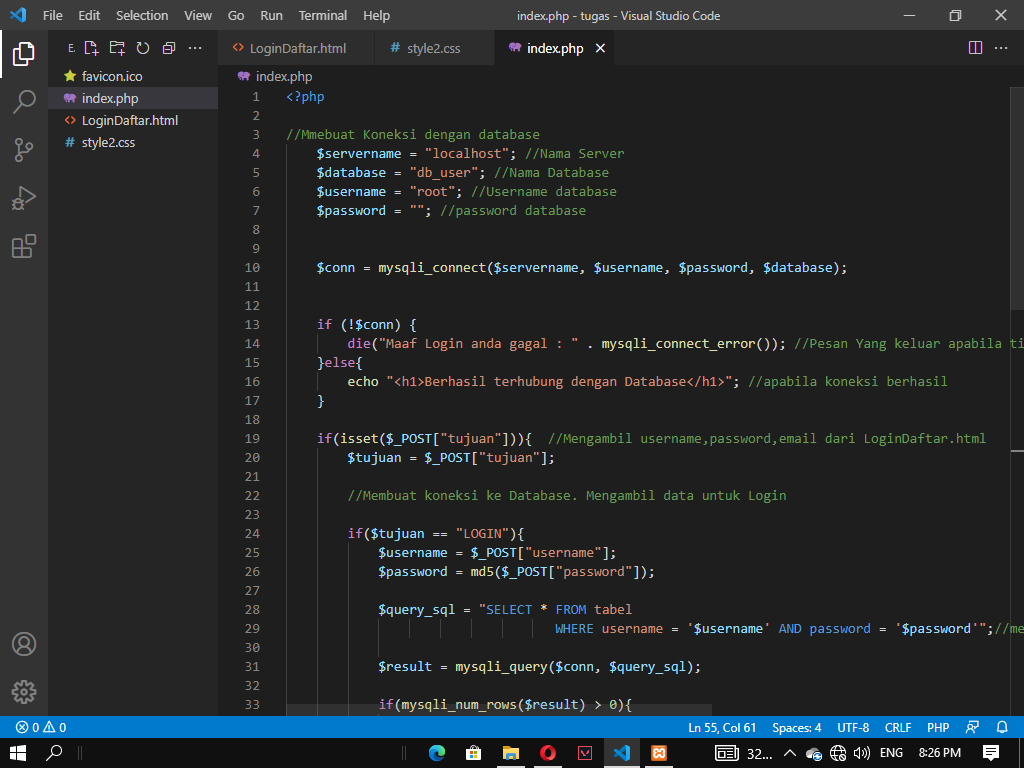 File Edit Selection View Go Run Terminal Help index.php - tugas - Visual Studio Code
E. LoginDaftar.html # style2.css index.php
favicon.ico
index.php
LoginDaftar.html
# style2.css
index.php
1 <?php
2
3 //Mmebuat Koneksi dengan database
4 $servername = "localhost"; //Nama Server
5 $database = "db_user"; //Nama Database
6 $username = "root"; //Username database
7 $password = ""; //password database
8
9
10 $conn = mysqli_connect($servername, $username, $password, $database);
11
12
13 if (!$conn) {
14 die("Maaf Login anda gagal : " . mysqli_connect_error()); //Pesan Yang keluar apabila ti
15 }else{
16 echo "<h1>Berhasil terhubung dengan Database</h1>"; //apabila koneksi berhasil
17 }
18
19 if(isset($_POST["tujuan"])){ //Mengambil username,password,email dari LoginDaftar.html
20 $tujuan = $_POST["tujuan"];
21
22 //Membuat koneksi ke Database. Mengambil data untuk Login
23
24 if($tujuan == "LOGIN"){
25 $username = $_POST["username"];
26 $password = md5($_POST["password"]);
27
28 $query_sql = "SELECT * FROM tabel
29 WHERE username = '$username' AND password = '$password'";//me
30
31 $result = mysqli_query($conn, $query_sql);
32
33 if(mysqli_num_rows($result) > 0){
0 0 Ln 55, Col 61 Spaces: 4 UTF-8 CRLF PHP
32... ENG 8:26 PM